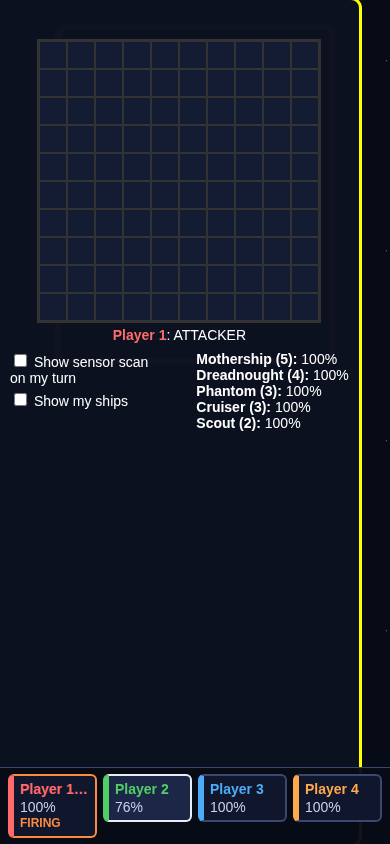 Player 1: ATTACKER
Show sensor scan
on my turn
Show my ships
Mothership (5): 100%
Dreadnought (4): 100%
Phantom (3): 100%
Cruiser (3): 100%
Scout (2): 100%
Player 1…
100%
FIRING
Player 2
76%
Player 3
100%
Player 4
100%